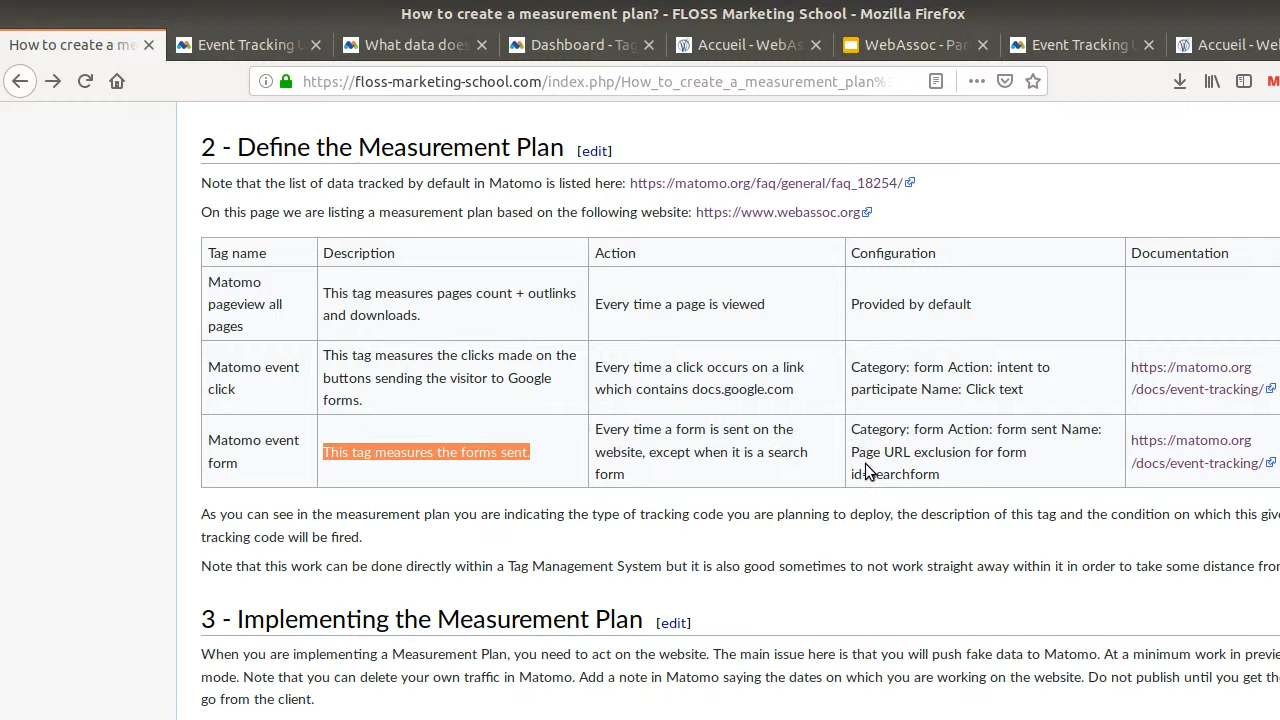 How to create a measurement plan? - FLOSS Marketing School - Mozilla Firefox
How to create a me
Event Tracking
What data does
Dashboard - Tag
Accueil - WebAs
WebAssoc - Par
Event Tracking
Accueil - Web
https://floss-marketing-school.com/index.php/How_to_create_a_measurement_plan%
2 - Define the Measurement Plan [edit]
Note that the list of data tracked by default in Matomo is listed here: https://matomo.org/faq/general/faq_18254/
On this page we are listing a measurement plan based on the following website: https://www.webassoc.org
Tag name
Description
Action
Configuration
Documentation
Matomo
pageview all
pages
This tag measures pages count + outlinks
and downloads.
Every time a page is viewed
Provided by default
Matomo event
click
This tag measures the clicks made on the
buttons sending the visitor to Google
forms.
Every time a click occurs on a link
which contains docs.google.com
Category: form Action: intent to
participate Name: Click text
https://matomo.org
/docs/event-tracking/
Matomo event
form
This tag measures the forms sent.
Every time a form is sent on the
website, except when it is a search
form
Category: form Action: form sent Name:
Page URL exclusion for form
id searchform
https://matomo.org
/docs/event-tracking/
As you can see in the measurement plan you are indicating the type of tracking code you are planning to deploy, the description of this tag and the condition on which this give
tracking code will be fired.
Note that this work can be done directly within a Tag Management System but it is also good sometimes to not work straight away within it in order to take some distance from
3 - Implementing the Measurement Plan [edit]
When you are implementing a Measurement Plan, you need to act on the website. The main issue here is that you will push fake data to Matomo. At a minimum work in previe
mode. Note that you can delete your own traffic in Matomo. Add a note in Matomo saying the dates on which you are working on the website. Do not publish until you get the
go from the client.